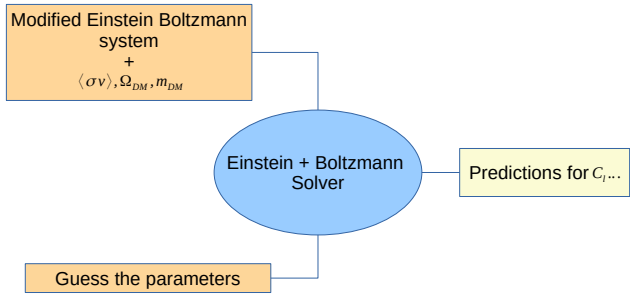 Modified Einstein Boltzmann
system
+
⟨σv⟩,Ω_DM,m_DM
Einstein + Boltzmann
Solver
Predictions for C_l...
Guess the parameters